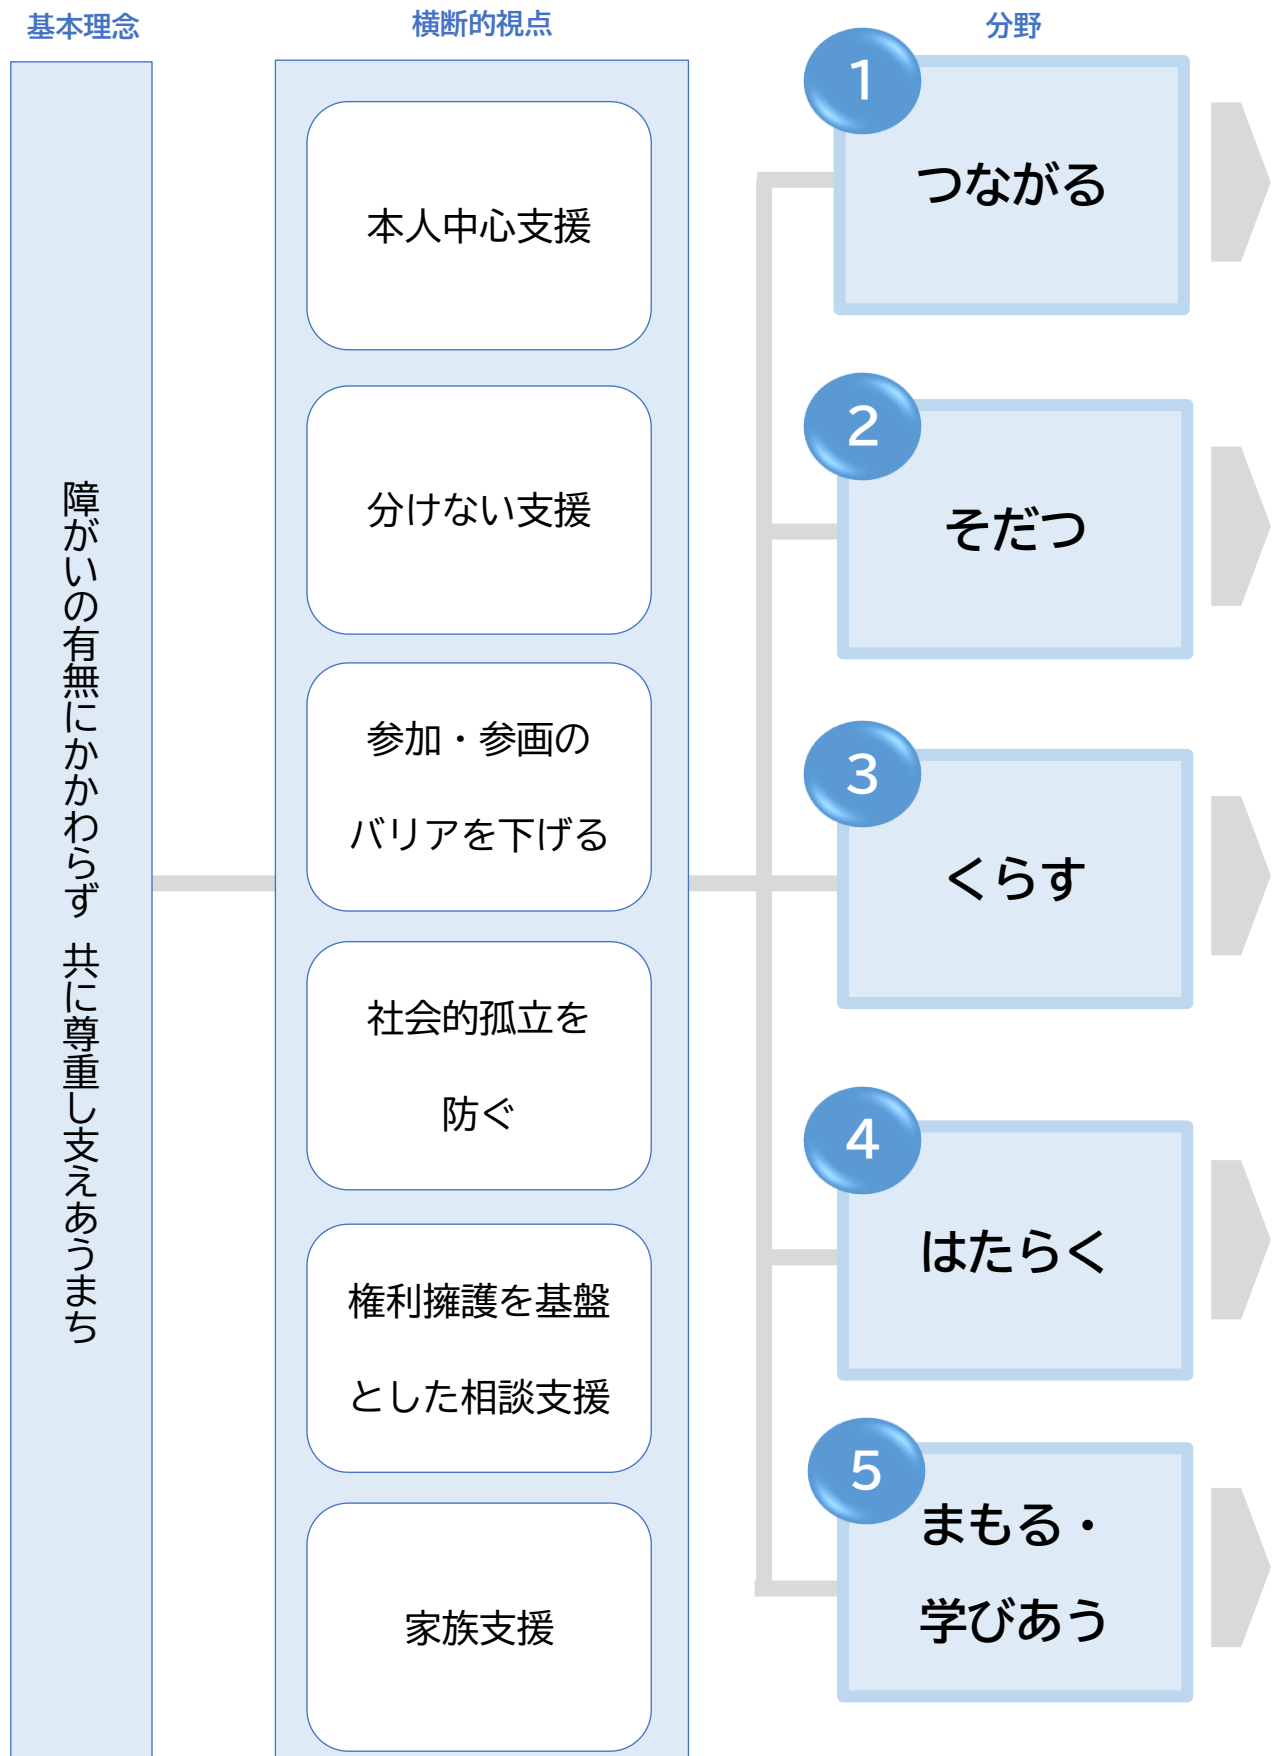 基本理念
横断的視点
分野
障がいの有無にかかわらず 共に尊重し支えあうまち
本人中心支援
分けない支援
参加・参画の
バリアを下げる
社会的孤立を
防ぐ
権利擁護を基盤
とした相談支援
家族支援
1
つながる
2
そだつ
3
くらす
4
はたらく
5
まもる・
学びあう